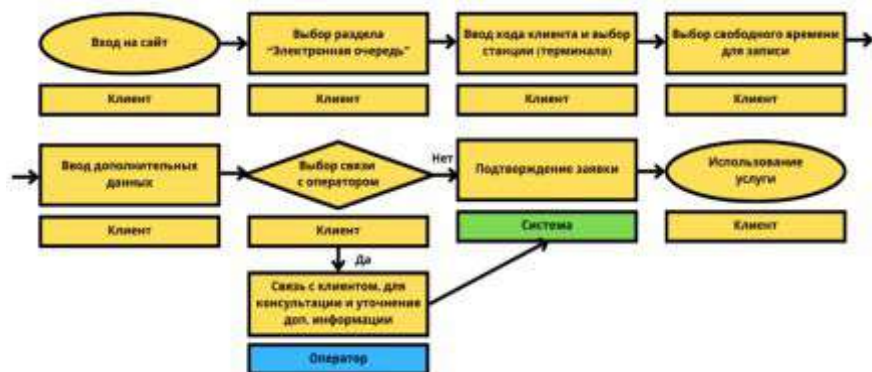 Вход на сайт
Выбор раздела
"Электронная очередь"
Ввод кода клиента и выбор
станции (терминала)
Выбор свободного времени
для записи
Клиент
Клиент
Клиент
Клиент
Ввод дополнительных
данных
Выбор связи
с оператором
Нет
Подтверждение заявки
Использование
услуги
Клиент
Клиент
Система
Клиент
Да
Связь с клиентом, для
консультации и уточнения
доп. информации
Оператор